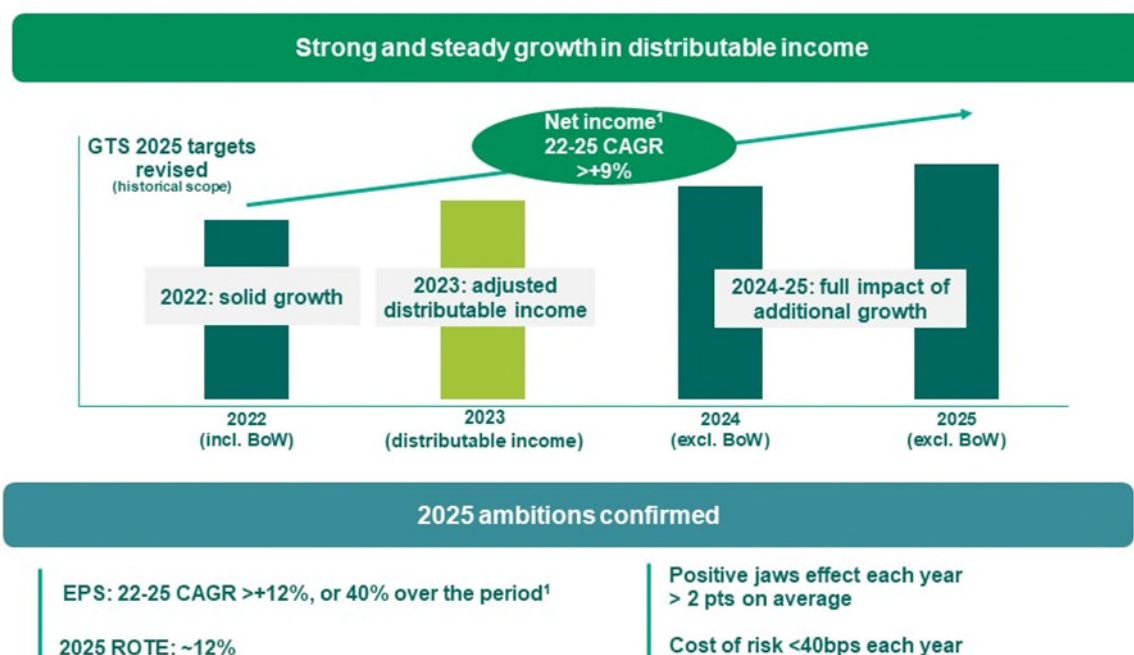 Strong and steady growth in distributable income
GTS 2025 targets
revised
(historical scope)
Net income¹
22-25 CAGR
>+9%
2022: solid growth
2023: adjusted
distributable income
2024-25: full impact of
additional growth
2022
(incl. BoW)
2023
(distributable income)
2024
(excl. BoW)
2025
(excl. BoW)
2025 ambitions confirmed
EPS: 22-25 CAGR >+12%, or 40% over the period¹
2025 ROTE: ~12%
Positive jaws effect each year
> 2 pts on average
Cost of risk <40bps each year